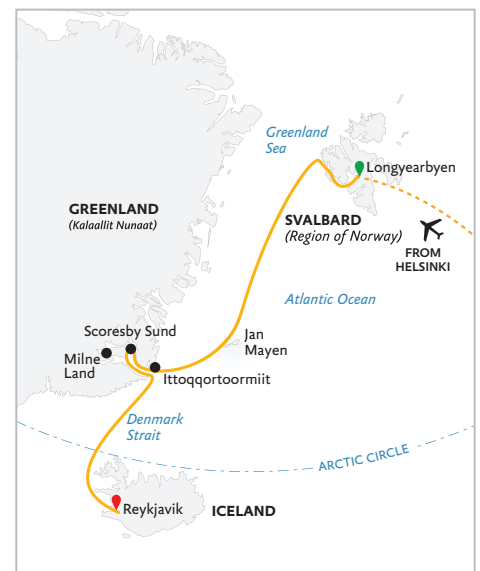 Greenland
Sea
Longyearbyen
GREENLAND
(Kalaallit Nunaat)
SVALBARD
(Region of Norway)
FROM
HELSINKI
Atlantic Ocean
Scoresby Sund
Jan
Mayen
Milne
Land
Ittoqqortoormiit
Denmark
Strait
ARCTIC CIRCLE
Reykjavik
ICELAND